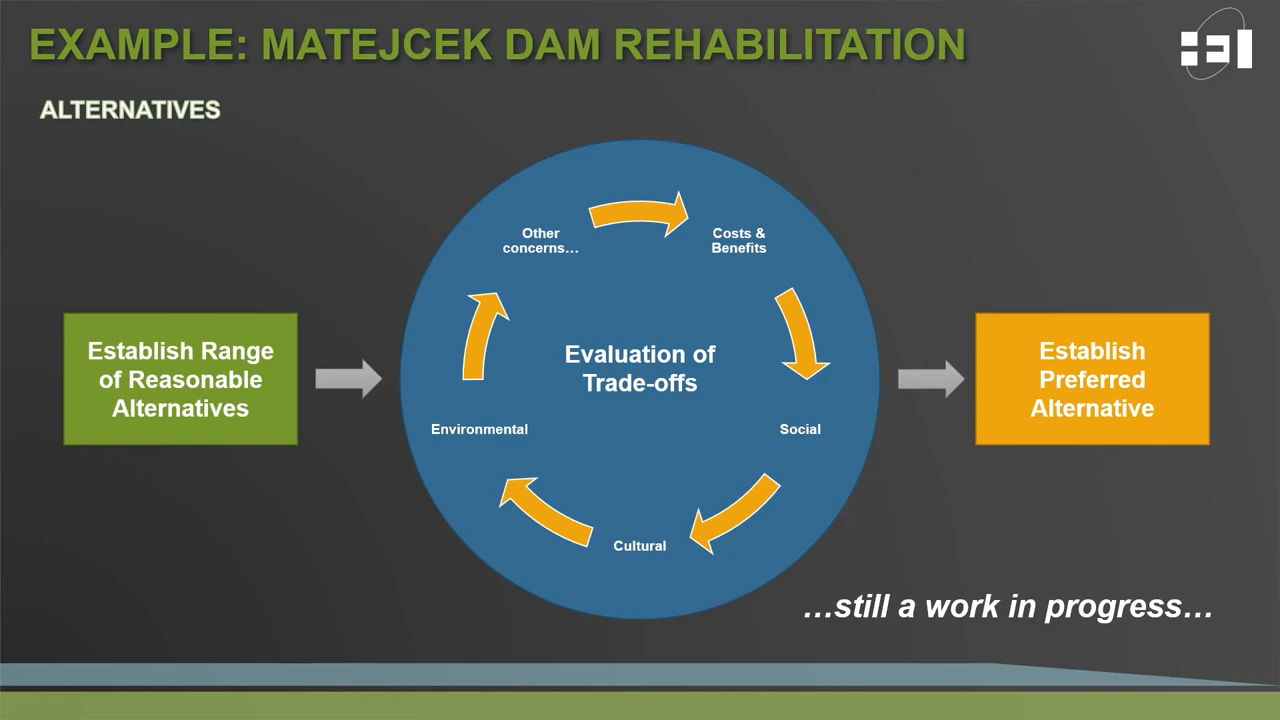 EXAMPLE: MATEJCEK DAM REHABILITATION
ALTERNATIVES
Other
concerns…
Costs &
Benefits
Establish Range
of Reasonable
Alternatives
Evaluation of
Trade-offs
Establish
Preferred
Alternative
Environmental
Social
Cultural
…still a work in progress…